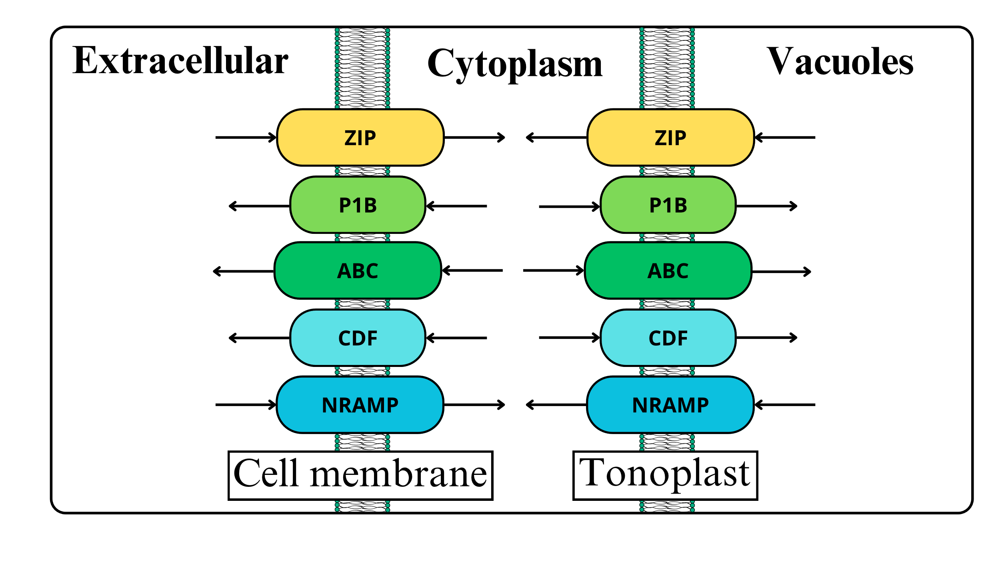 Extracellular
Cytoplasm
Vacuoles
ZIP
ZIP
P1B
P1B
ABC
ABC
CDF
CDF
NRAMP
NRAMP
Cell membrane
Tonoplast